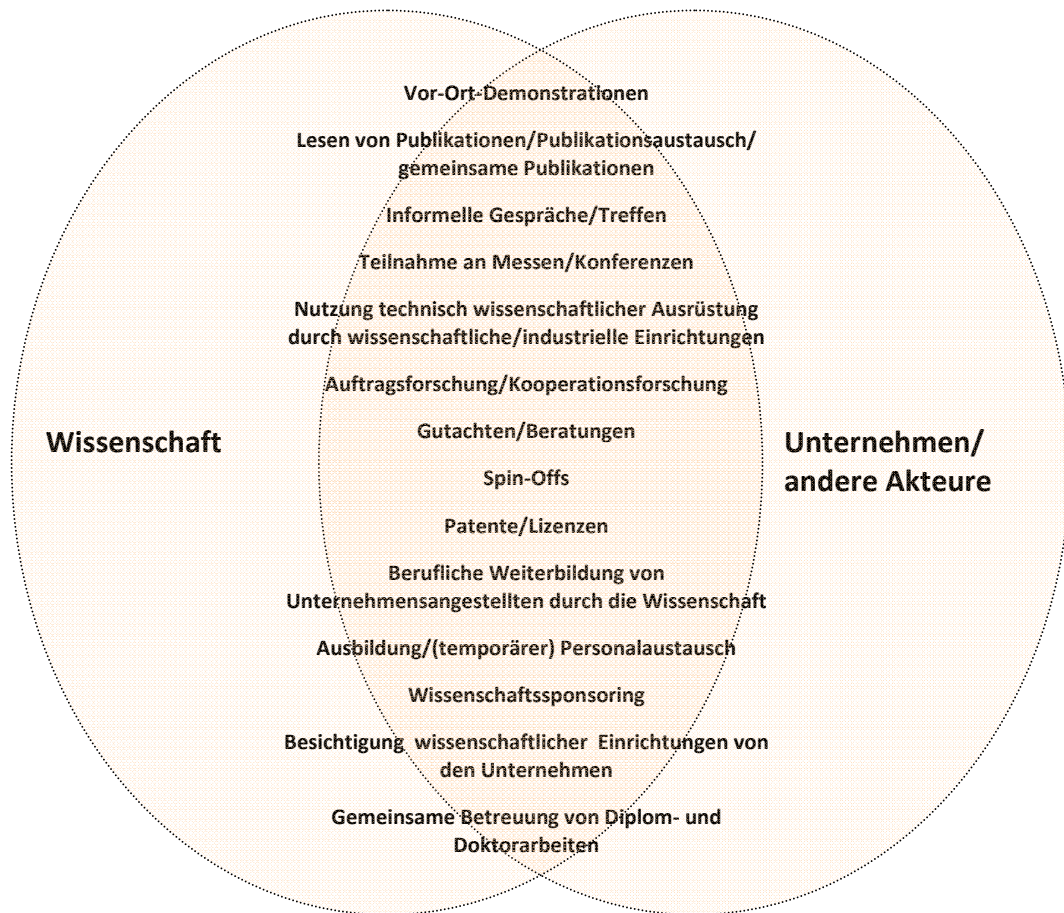 Vor-Ort-Demonstrationen
Lesen von Publikationen/Publikationsaustausch/
gemeinsame Publikationen
Informelle Gespräche/Treffen
Teilnahme an Messen/Konferenzen
Nutzung technisch wissenschaftlicher Ausrüstung
durch wissenschaftliche/industrielle Einrichtungen
Auftragsforschung/Kooperationsforschung
Wissenschaft
Gutachten/Beratungen
Unternehmen/
andere Akteure
Spin-Offs
Patente/Lizenzen
Berufliche Weiterbildung von
Unternehmensangestellten durch die Wissenschaft
Ausbildung/(temporärer) Personalaustausch
Wissenschaftssponsoring
Besichtigung wissenschaftlicher Einrichtungen von
den Unternehmen
Gemeinsame Betreuung von Diplom- und
Doktorarbeiten